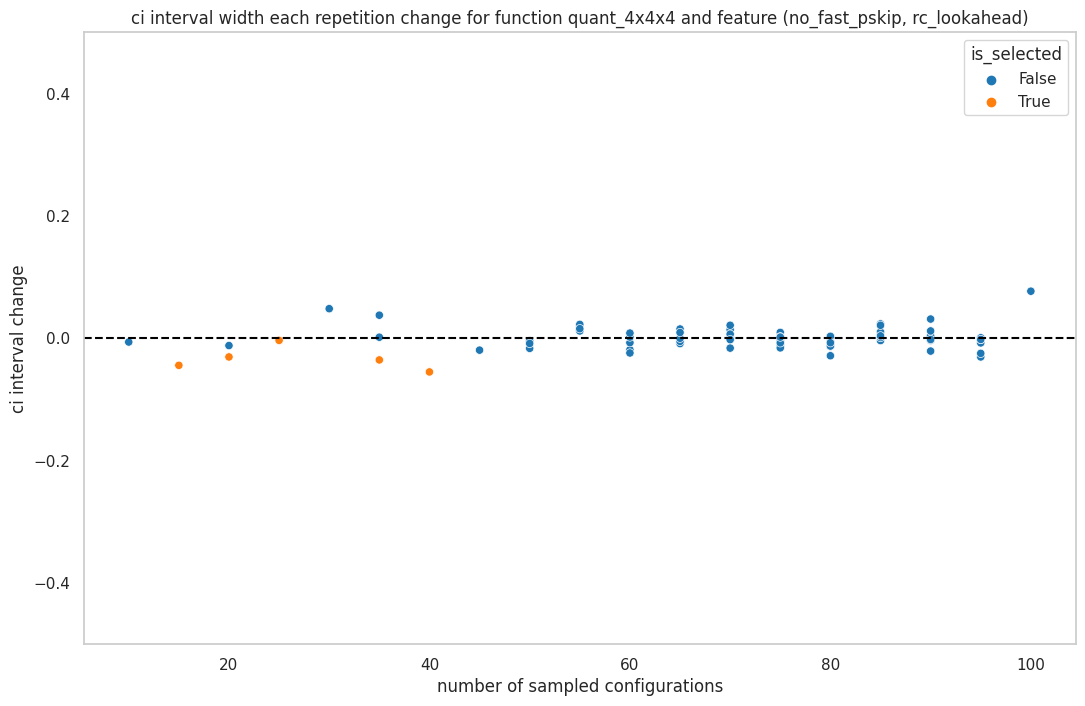 ci interval width each repetition change for function quant_4x4x4 and feature (no_fast_pskip, rc_lookahead)
is_selected
False
True
ci interval change
0.4
0.2
0.0
−0.2
−0.4
20
40
60
80
100
number of sampled configurations